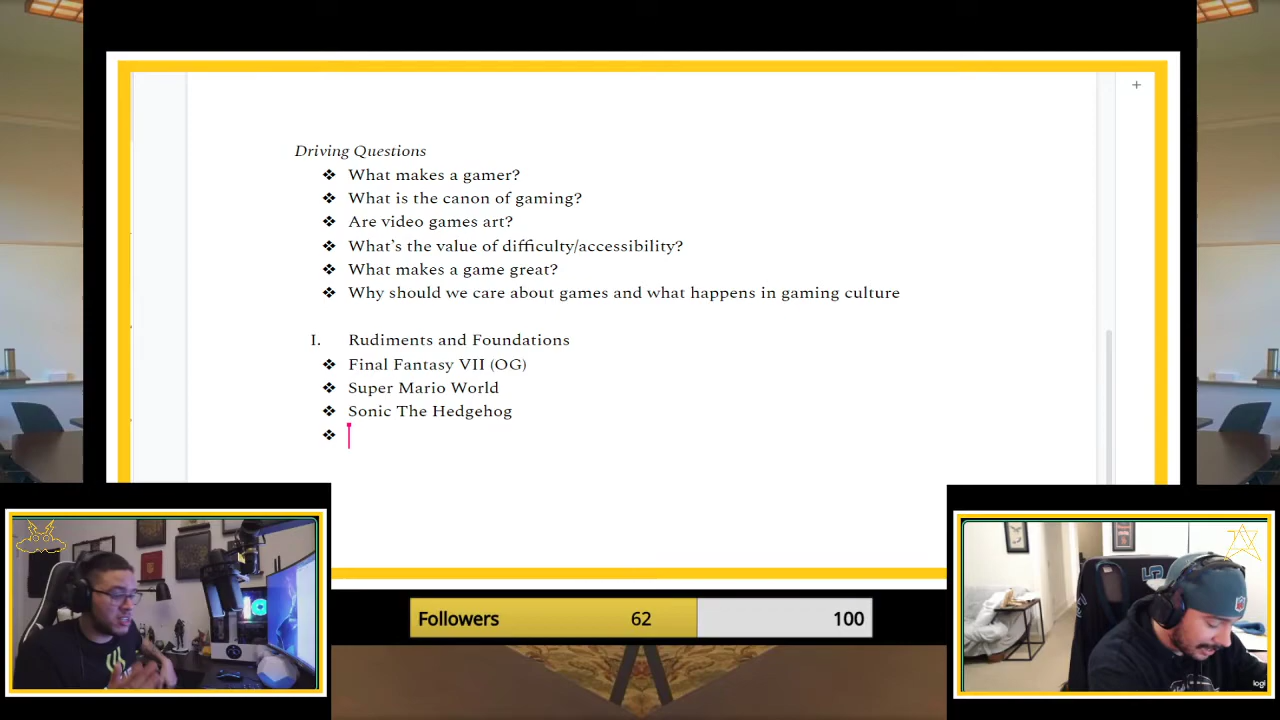 Driving Questions
❖ What makes a gamer?
❖ What is the canon of gaming?
❖ Are video games art?
❖ What's the value of difficulty/accessibility?
❖ What makes a game great?
❖ Why should we care about games and what happens in gaming culture
I. Rudiments and Foundations
❖ Final Fantasy VII (OG)
❖ Super Mario World
❖ Sonic The Hedgehog
❖
Followers 62 100
logi